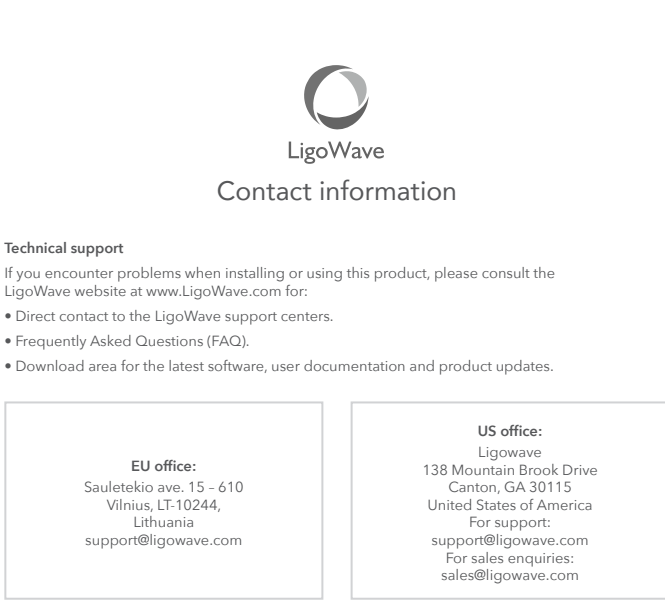 LigoWave
Contact information
Technical support
If you encounter problems when installing or using this product, please consult the
LigoWave website at www.LigoWave.com for:
• Direct contact to the LigoWave support centers.
• Frequently Asked Questions (FAQ).
• Download area for the latest software, user documentation and product updates.
EU office:
Sauletekio ave. 15 – 610
Vilnius, LT-10244,
Lithuania
support@ligowave.com
US office:
Ligowave
138 Mountain Brook Drive
Canton, GA 30115
United States of America
For support:
support@ligowave.com
For sales enquiries:
sales@ligowave.com